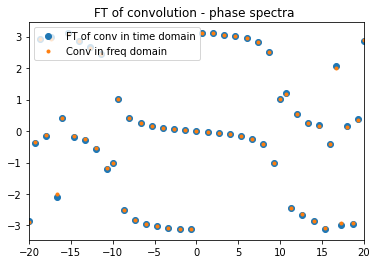 FT of convolution - phase spectra
FT of conv in time domain
Conv in freq domain
3
2
1
0
−1
−2
−3
−20 −15 −10 −5 0 5 10 15 20